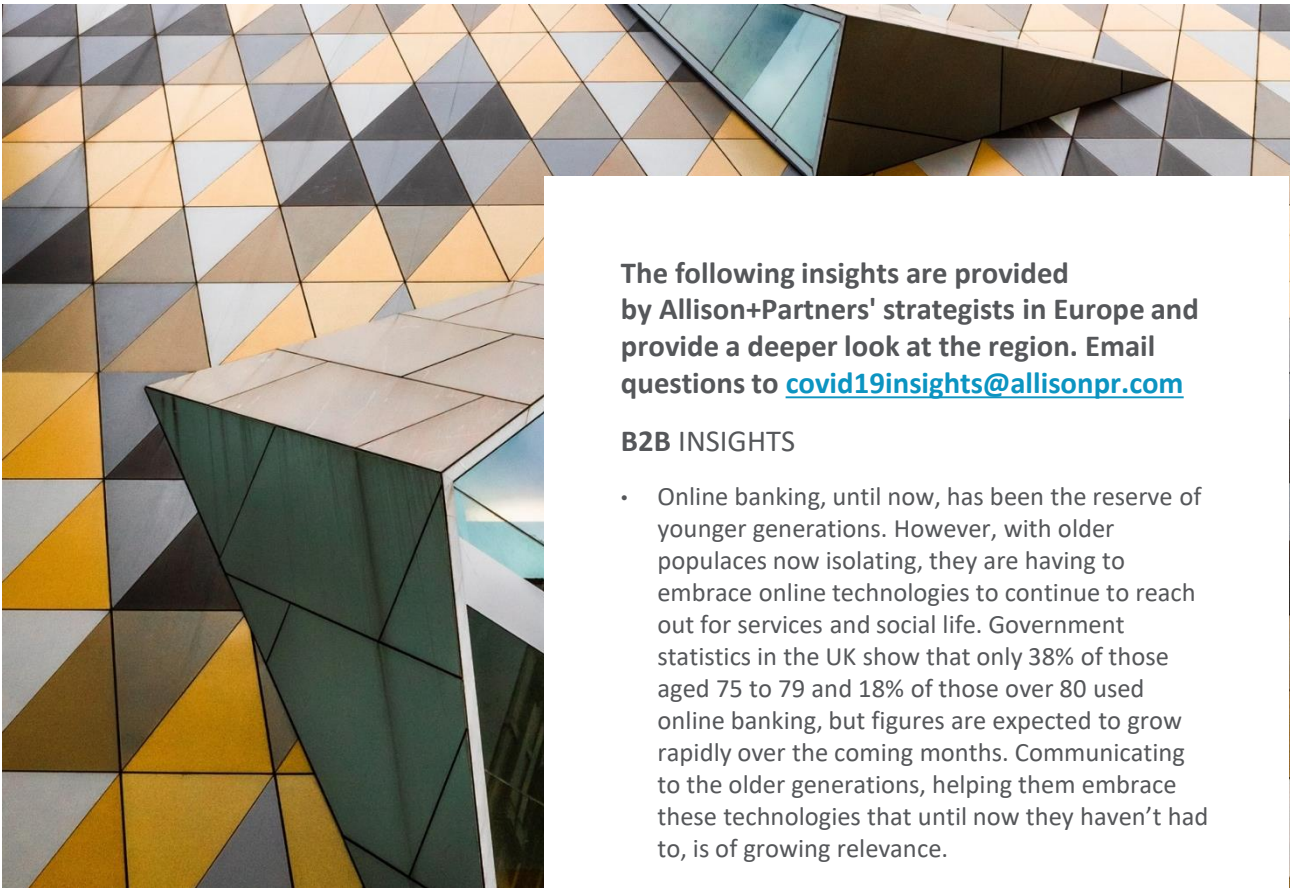 The following insights are provided
by Allison+Partners' strategists in Europe and
provide a deeper look at the region. Email
questions to covid19insights@allisonpr.com
B2B INSIGHTS
• Online banking, until now, has been the reserve of
younger generations. However, with older
populaces now isolating, they are having to
embrace online technologies to continue to reach
out for services and social life. Government
statistics in the UK show that only 38% of those
aged 75 to 79 and 18% of those over 80 used
online banking, but figures are expected to grow
rapidly over the coming months. Communicating
to the older generations, helping them embrace
these technologies that until now they haven’t had
to, is of growing relevance.